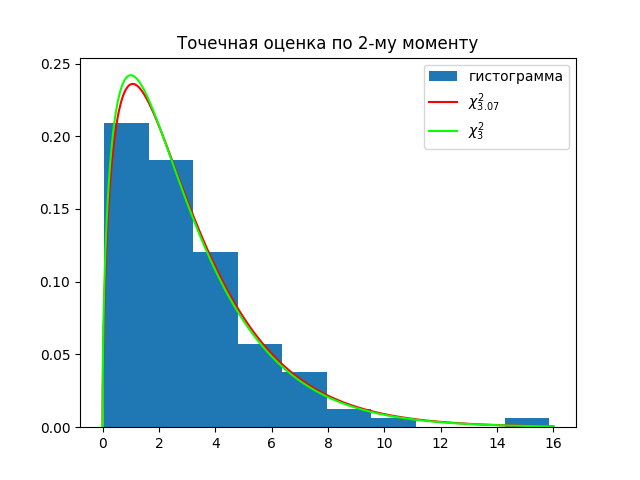 Точечная оценка по 2-му моменту
гистограмма
χ²₃.₀₇
χ²₃
0.25
0.20
0.15
0.10
0.05
0.00
0 2 4 6 8 10 12 14 16